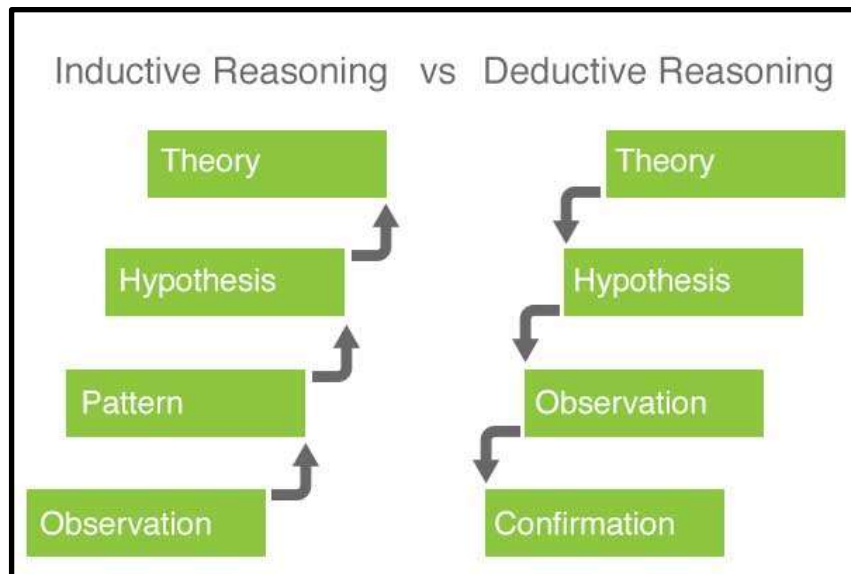 Inductive Reasoning vs Deductive Reasoning
Theory
Hypothesis
Pattern
Observation
Theory
Hypothesis
Observation
Confirmation